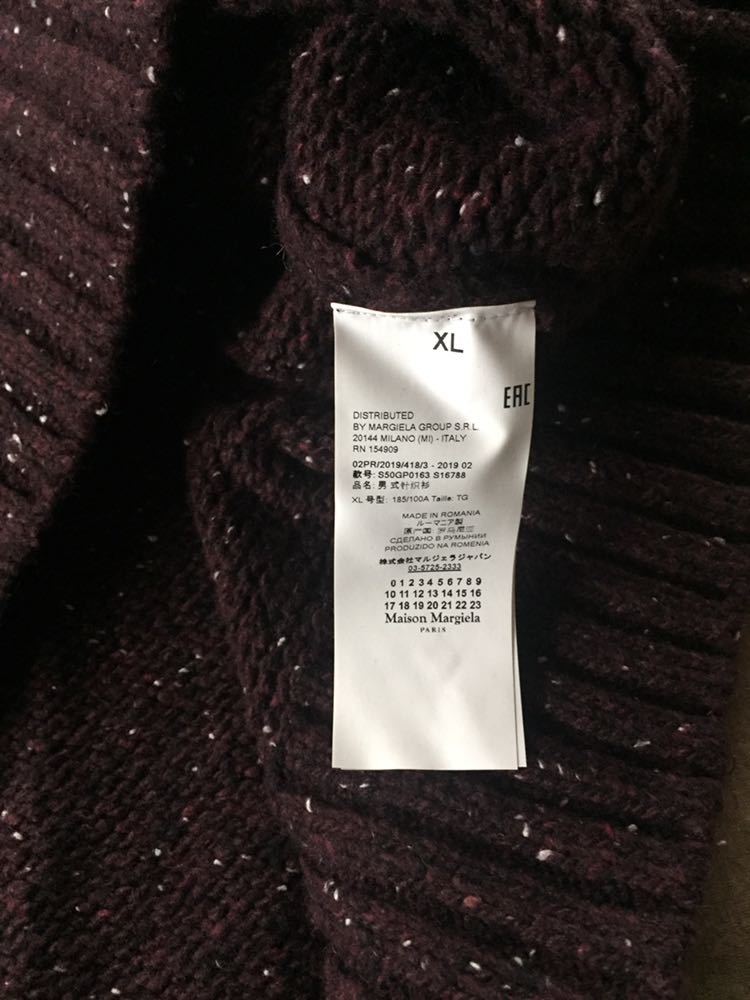 XL
EAC
DISTRIBUTED
BY MARGIELA GROUP S.R.L.
20144 MILANO (MI) - ITALY
RN 154909
02PR/2019/418/3 - 2019 02
款号: S50GP0163 S16788
品名: 男式针织衫
XL 号型: 185/100A Taille: TG
MADE IN ROMANIA
ルーマニア製
原产国: 罗马尼亚
СДЕЛАНО В РУМЫНИИ
PRODUZIDO NA ROMENIA
株式会社マルジェラジャパン
03-5725-2333
0 1 2 3 4 5 6 7 8 9
10 11 12 13 14 15 16
17 18 19 20 21 22 23
Maison Margiela
PARIS